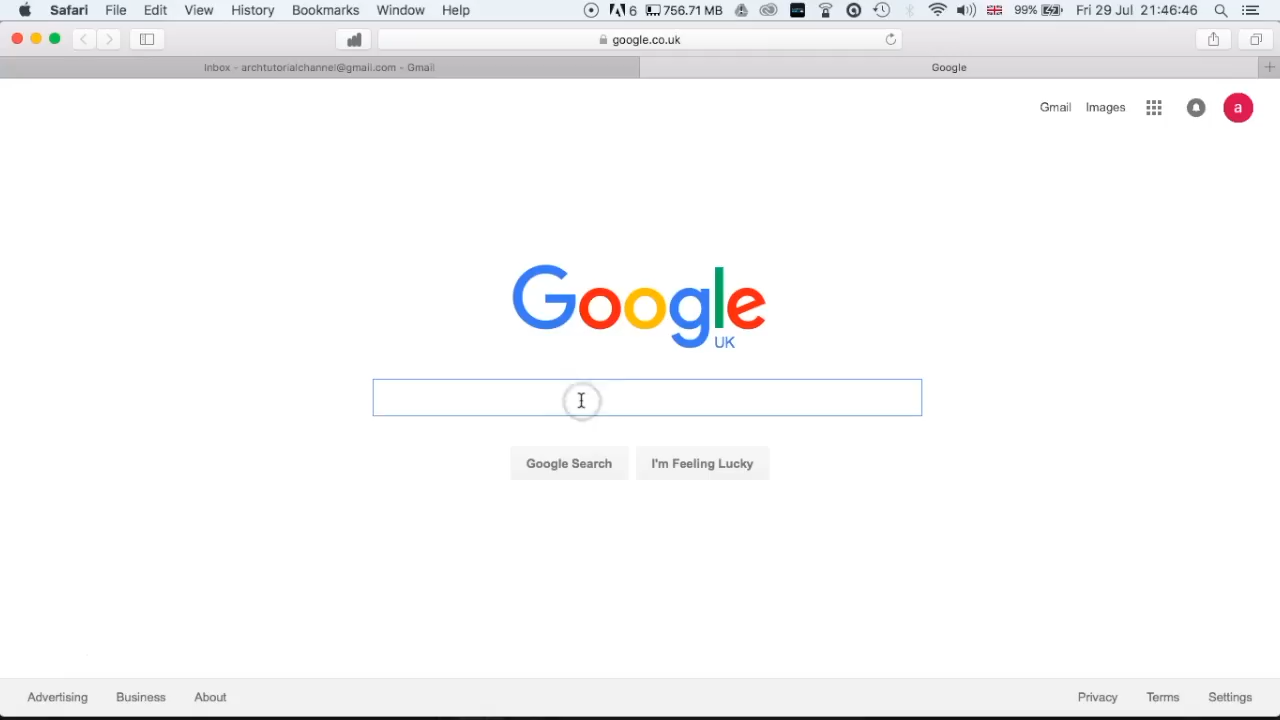 Safari File Edit View History Bookmarks Window Help 6 756.71 MB 99% Fri 29 Jul 21:46:46
google.co.uk
Inbox - archtutorialchannel@gmail.com - Gmail Google
Gmail Images a
Google
UK
Google Search I'm Feeling Lucky
Advertising Business About Privacy Terms Settings